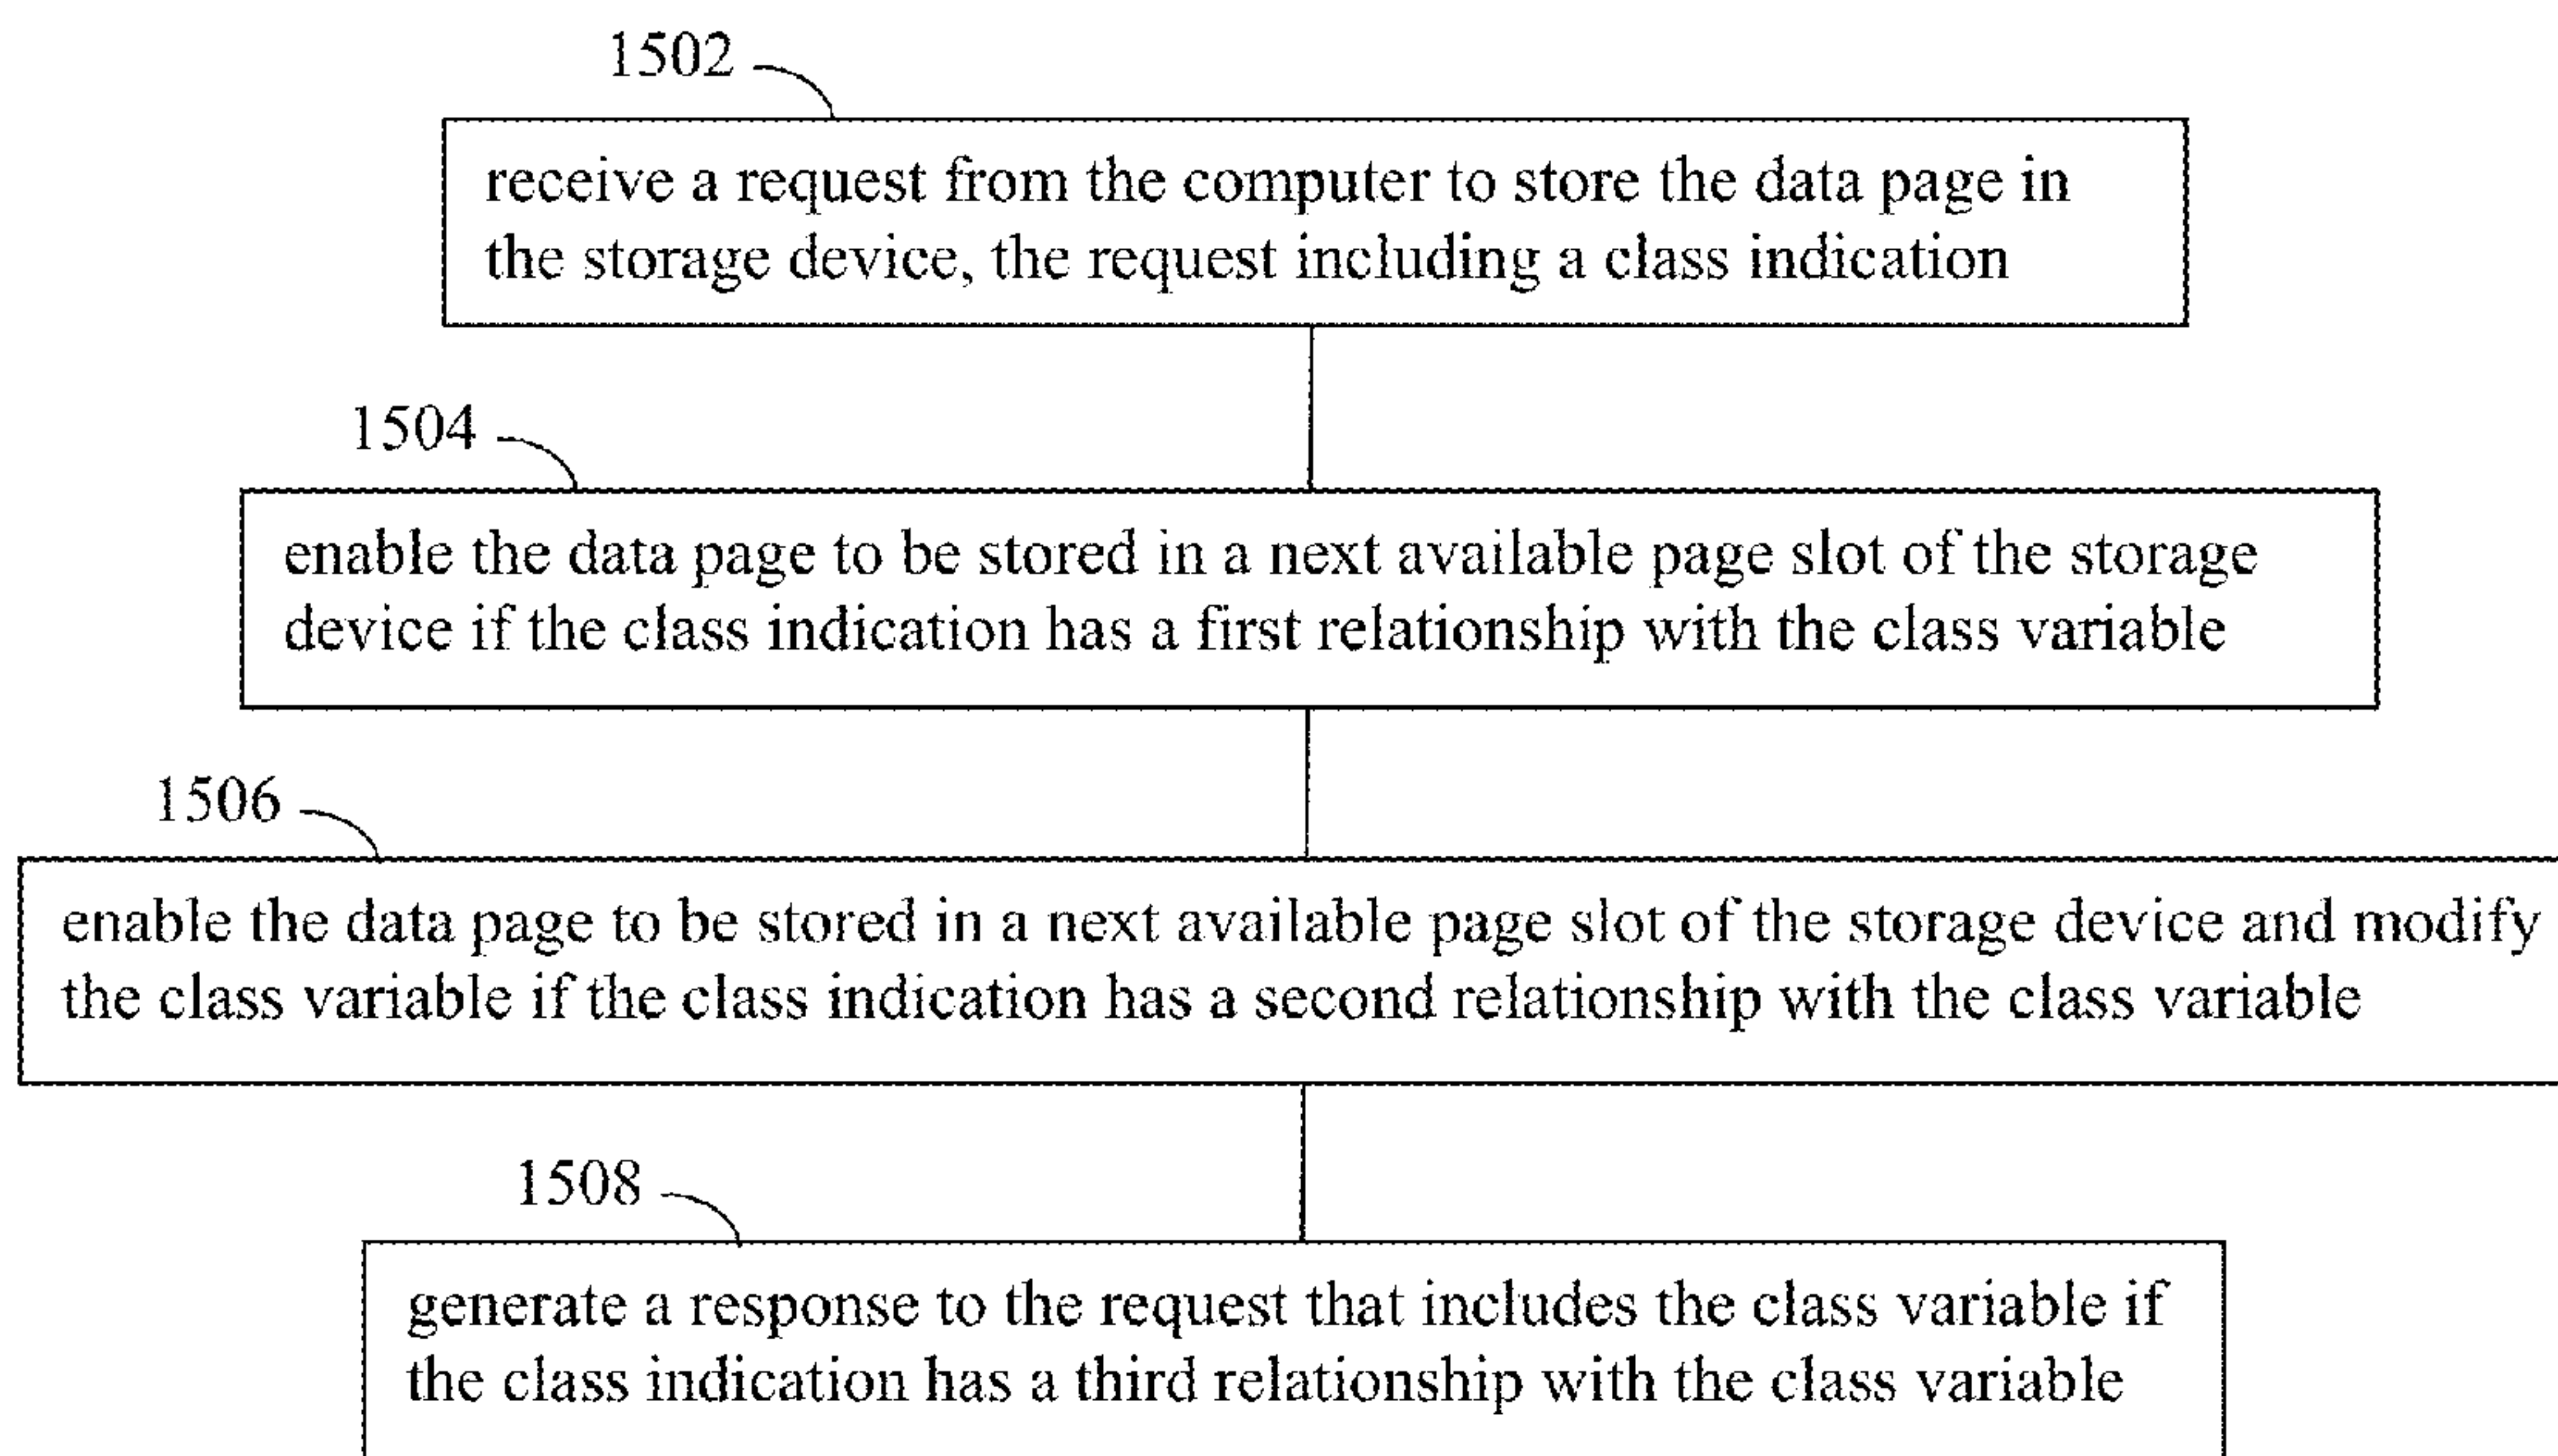 1502
receive a request from the computer to store the data page in
the storage device, the request including a class indication
1504
enable the data page to be stored in a next available page slot of the storage
device if the class indication has a first relationship with the class variable
1506
enable the data page to be stored in a next available page slot of the storage device and modify
the class variable if the class indication has a second relationship with the class variable
1508
generate a response to the request that includes the class variable if
the class indication has a third relationship with the class variable